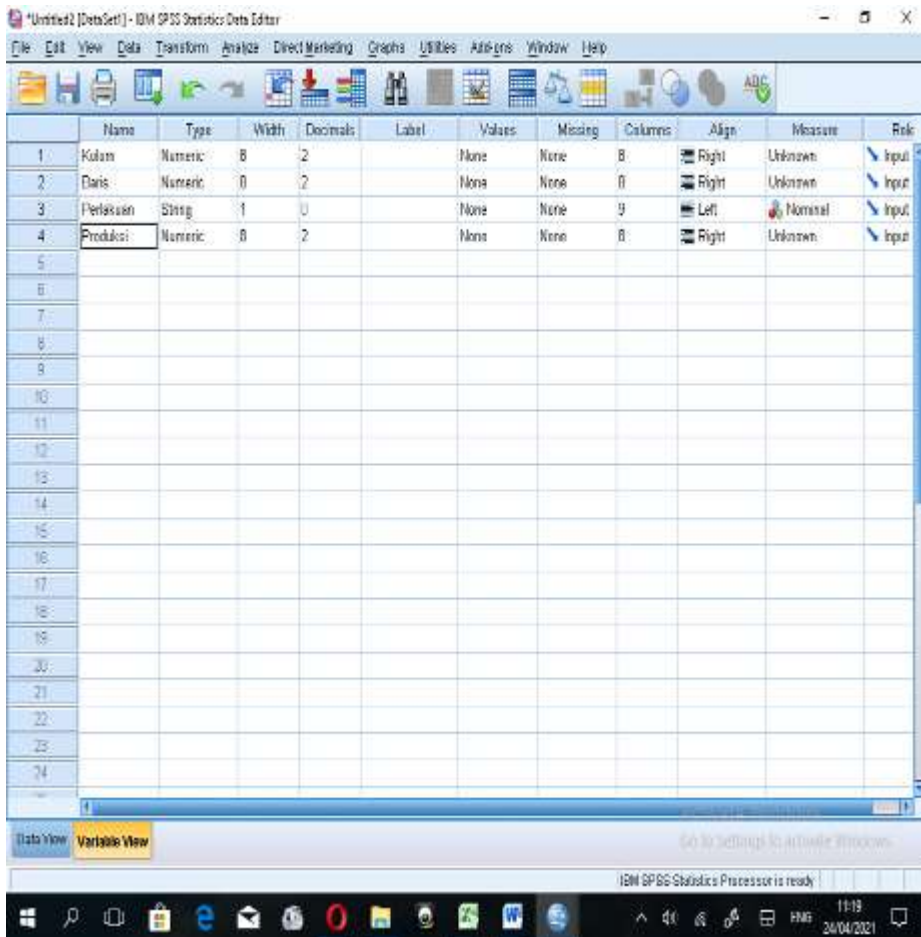 *Untitled2 [DataSet1] - IBM SPSS Statistics Data Editor
File Edit View Data Transform Analyze Direct Marketing Graphs Utilities Add-ons Window Help
Name Type Width Decimals Label Values Missing Columns Align Measure Role
1 Kolom Numeric 8 2 None None 8 Right Unknown Input
2 Baris Numeric 8 2 None None 8 Right Unknown Input
3 Perlakuan String 1 0 None None 9 Left Nominal Input
4 Produksi Numeric 8 2 None None 8 Right Unknown Input
5
6
7
8
9
10
11
12
13
14
15
16
17
18
19
20
21
22
23
24
Data View Variable View
Go to Settings to activate Windows.
IBM SPSS Statistics Processor is ready
ENG 11:19
24/04/2021